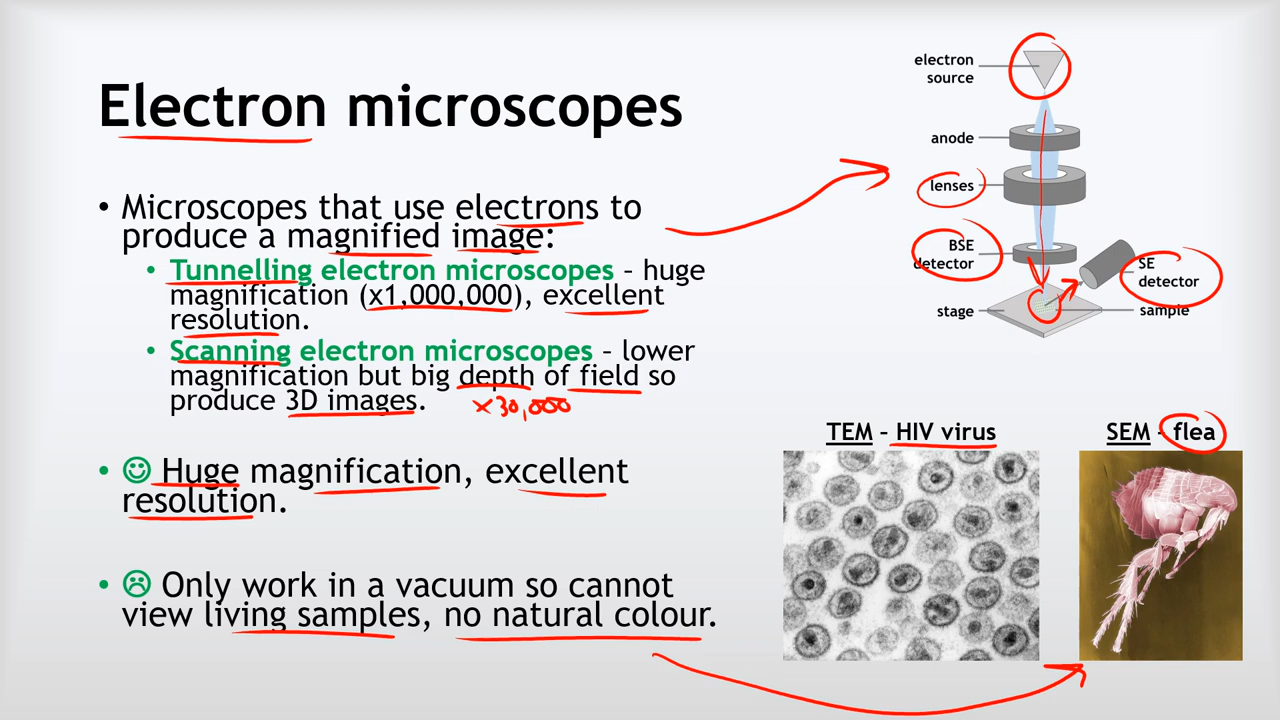 Electron microscopes
• Microscopes that use electrons to
produce a magnified image:
• Tunnelling electron microscopes – huge
magnification (x1,000,000), excellent
resolution.
• Scanning electron microscopes – lower
magnification but big depth of field so
produce 3D images.
x30,000
• ☺ Huge magnification, excellent
resolution.
• ☹ Only work in a vacuum so cannot
view living samples, no natural colour.
electron
source
anode
lenses
BSE
detector
SE
detector
stage
sample
TEM – HIV virus
SEM – flea